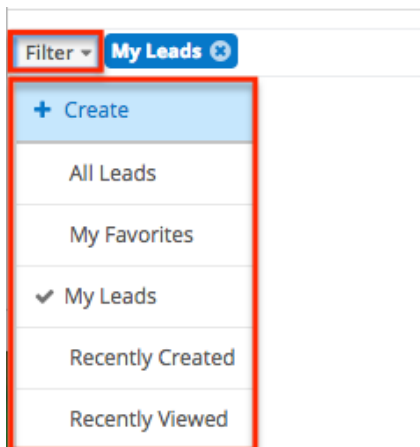 Filter My Leads
+ Create
All Leads
My Favorites
My Leads
Recently Created
Recently Viewed